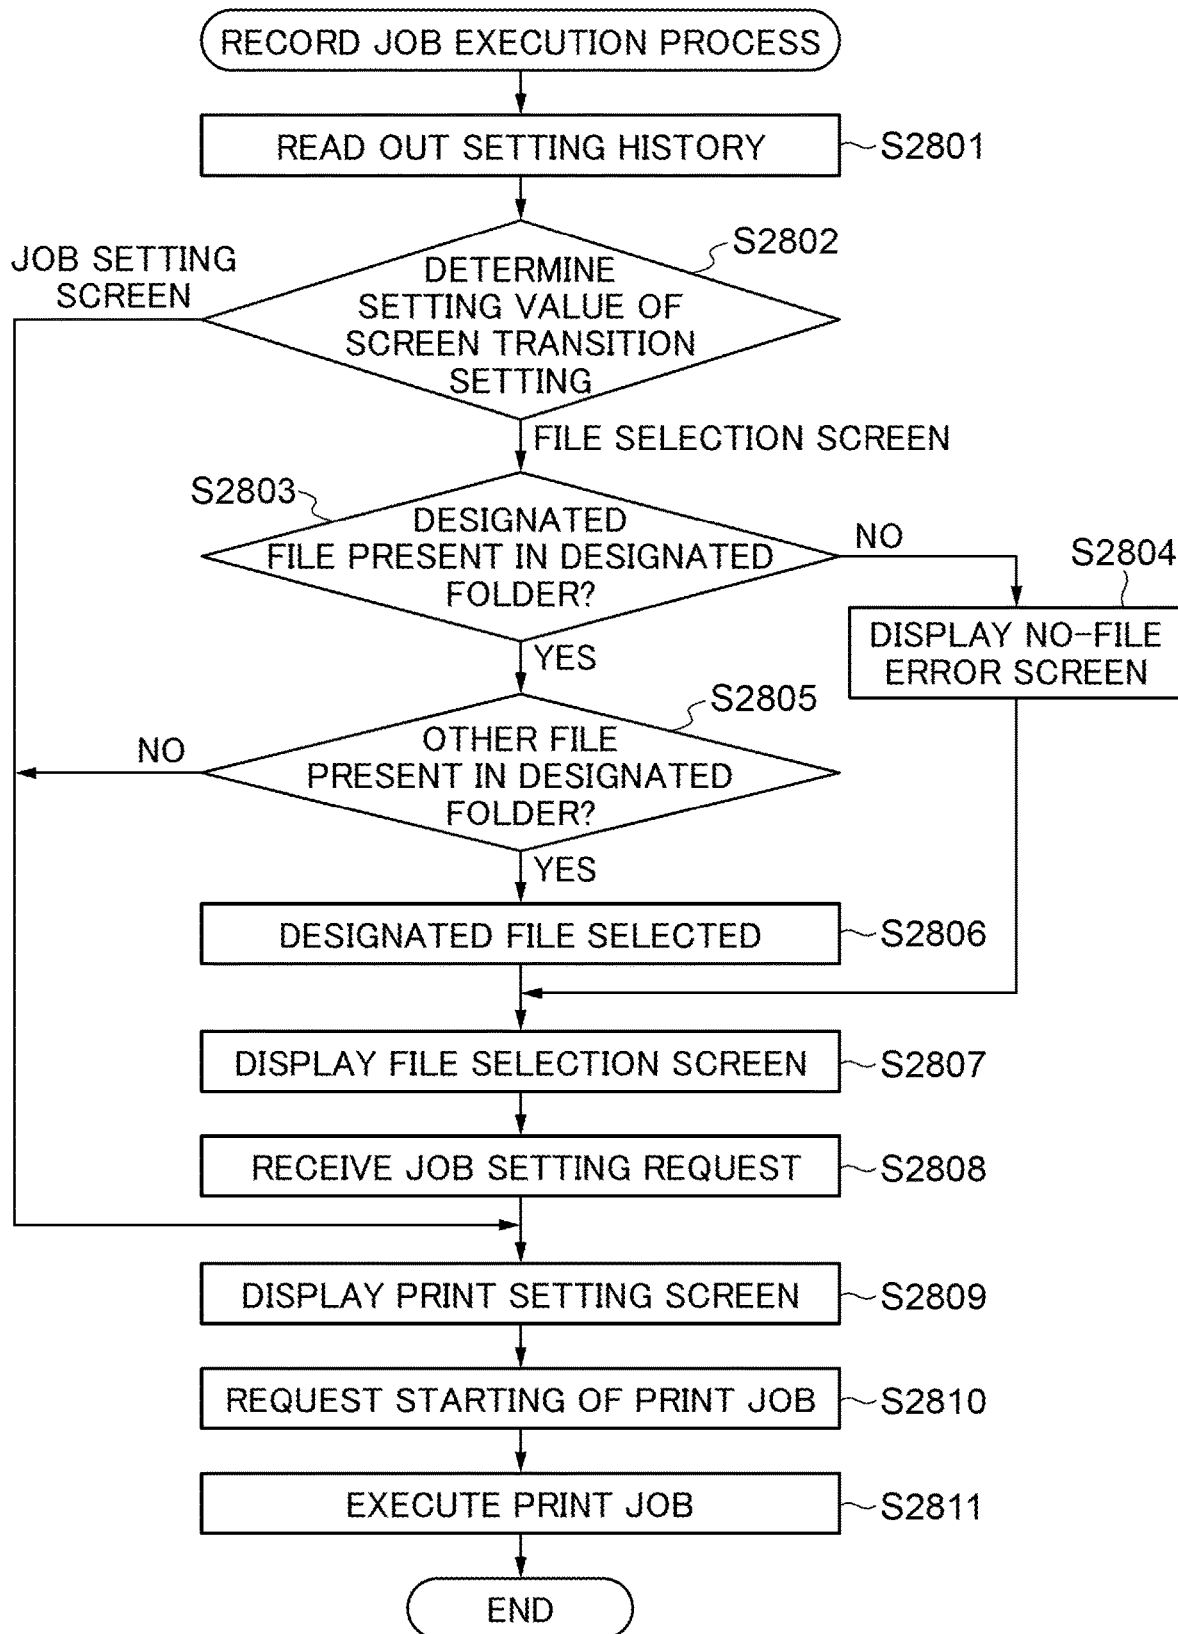 RECORD JOB EXECUTION PROCESS
READ OUT SETTING HISTORY
S2801
S2802
JOB SETTING
SCREEN
DETERMINE
SETTING VALUE OF
SCREEN TRANSITION
SETTING
FILE SELECTION SCREEN
S2803
DESIGNATED
FILE PRESENT IN DESIGNATED
FOLDER?
NO
S2804
DISPLAY NO-FILE
ERROR SCREEN
YES
S2805
NO
OTHER FILE
PRESENT IN DESIGNATED
FOLDER?
YES
DESIGNATED FILE SELECTED
S2806
DISPLAY FILE SELECTION SCREEN
S2807
RECEIVE JOB SETTING REQUEST
S2808
DISPLAY PRINT SETTING SCREEN
S2809
REQUEST STARTING OF PRINT JOB
S2810
EXECUTE PRINT JOB
S2811
END